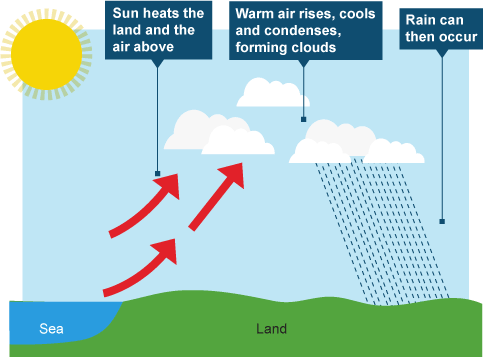 Sun heats the
land and the
air above
Warm air rises, cools
and condenses,
forming clouds
Rain can
then occur
Sea
Land